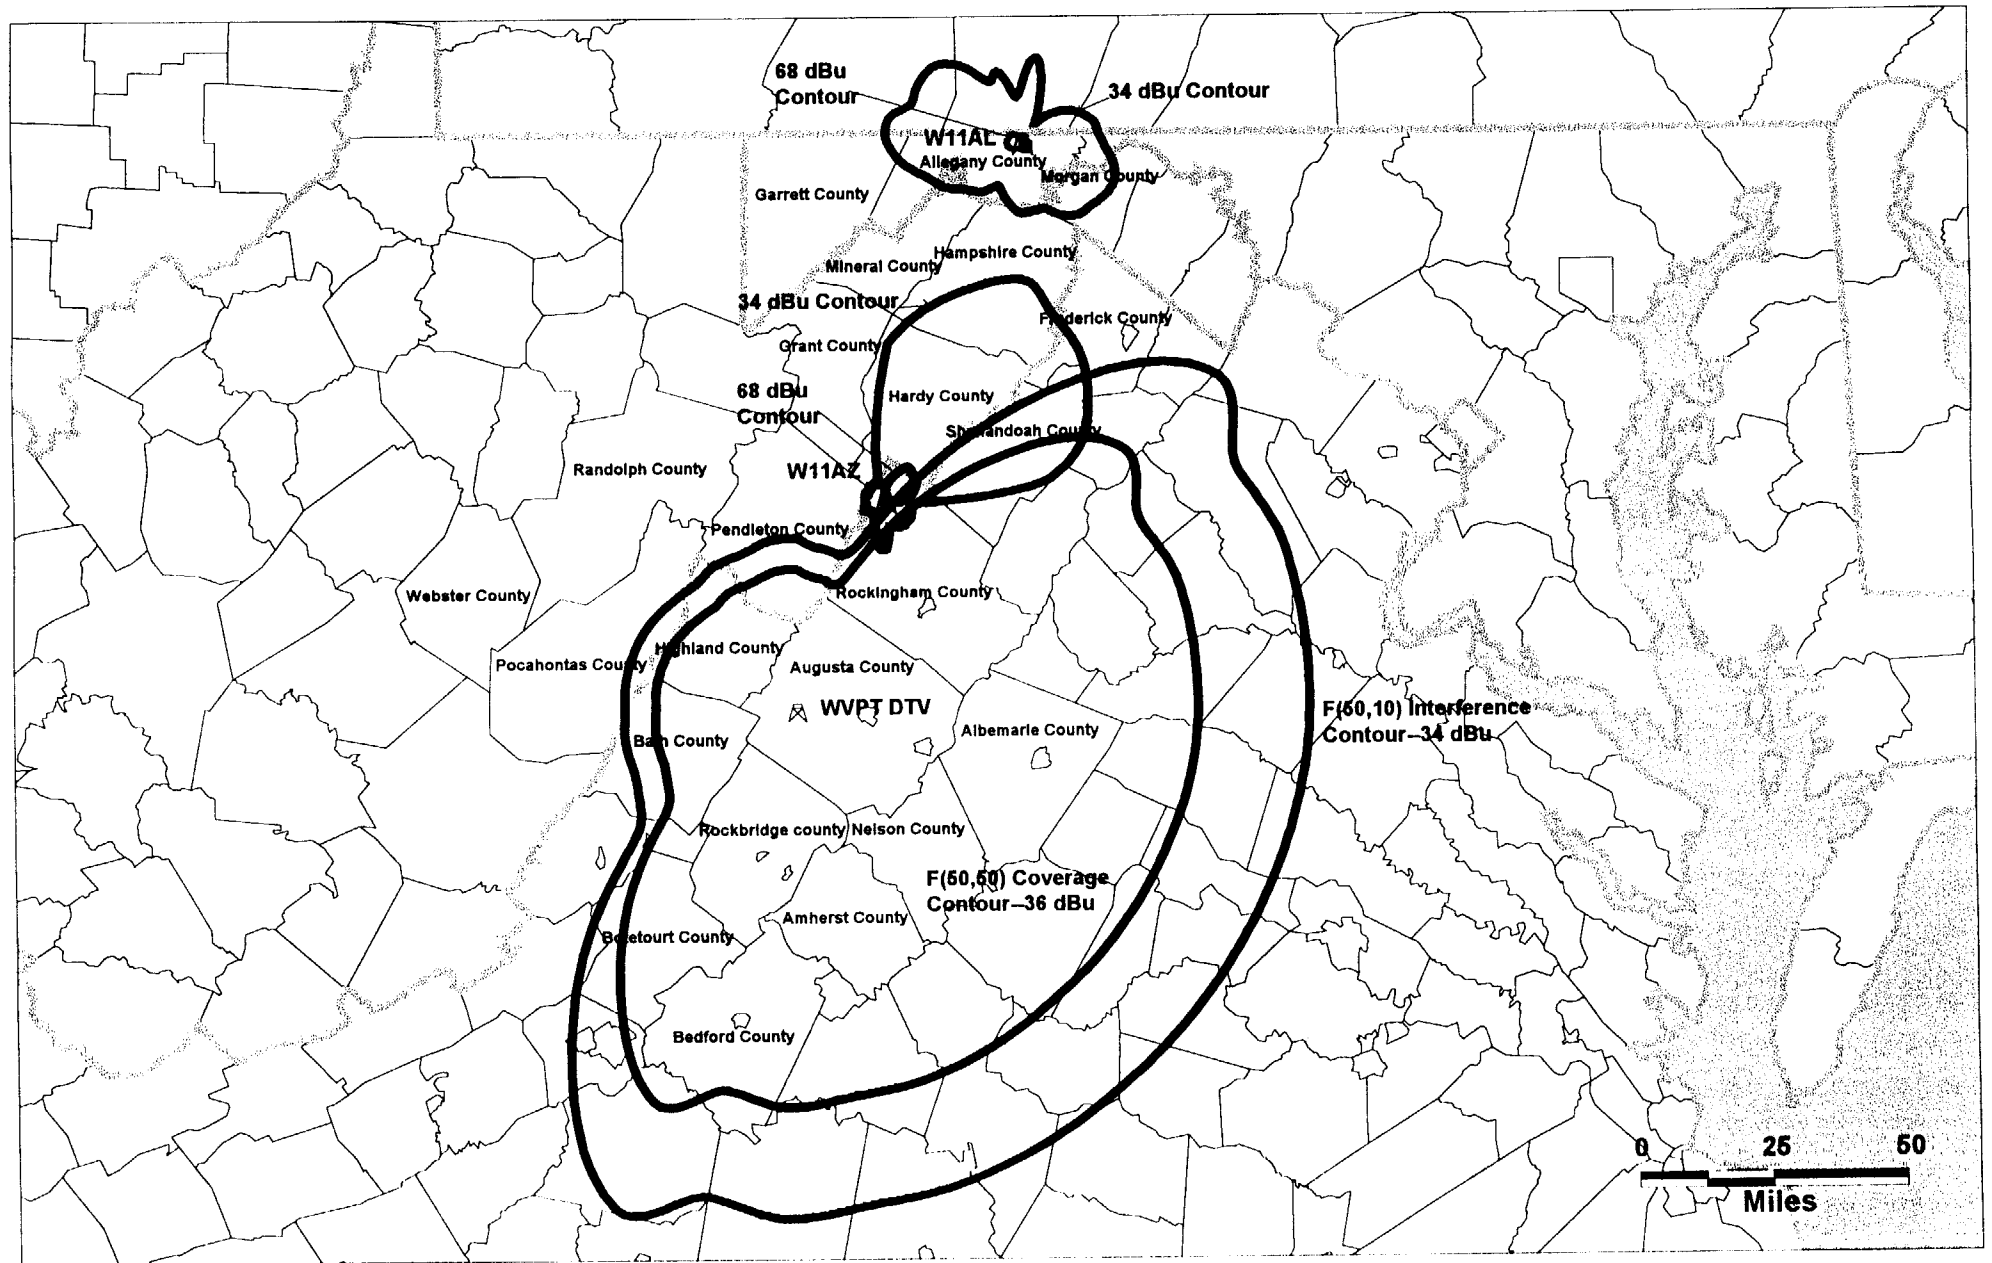 68 dBu
Contour
34 dBu Contour
W11AL
Allegany County
Morgan County
Garrett County
Hampshire County
Mineral County
34 dBu Contour
Frederick County
Grant County
68 dBu
Contour
Hardy County
Shenandoah County
Randolph County
W11AZ
Pendleton County
Webster County
Rockingham County
Highland County
Pocahontas County
Augusta County
WVPT DTV
F(50,10) Interference
Contour--34 dBu
Albemarle County
Bath County
Rockbridge county
Nelson County
F(50,50) Coverage
Contour--36 dBu
Amherst County
Botetourt County
Bedford County
0 25 50
Miles